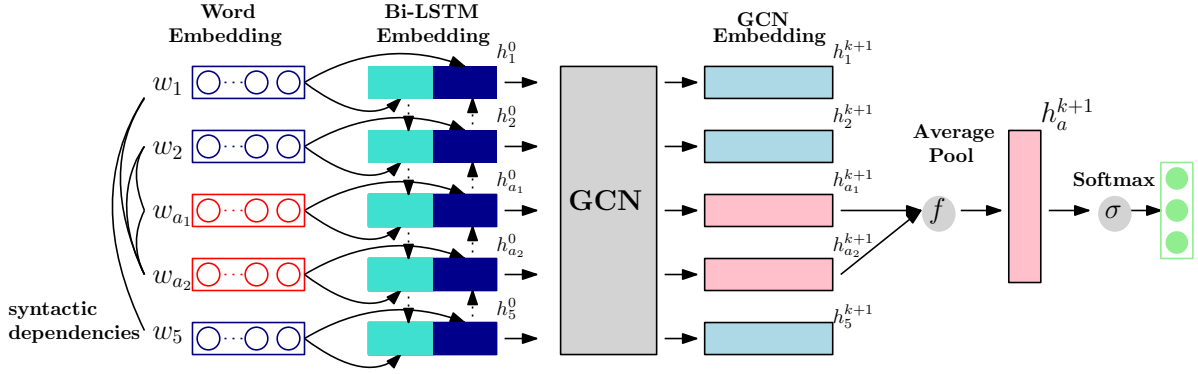 Word
Embedding
Bi-LSTM
Embedding
GCN
Embedding
w_1
h_1^0
h_1^{k+1}
w_2
h_2^0
h_2^{k+1}
w_{a_1}
h_{a_1}^0
GCN
h_{a_1}^{k+1}
w_{a_2}
h_{a_2}^0
h_{a_2}^{k+1}
w_5
h_5^0
h_5^{k+1}
syntactic
dependencies
Average
Pool
f
h_a^{k+1}
Softmax
σ